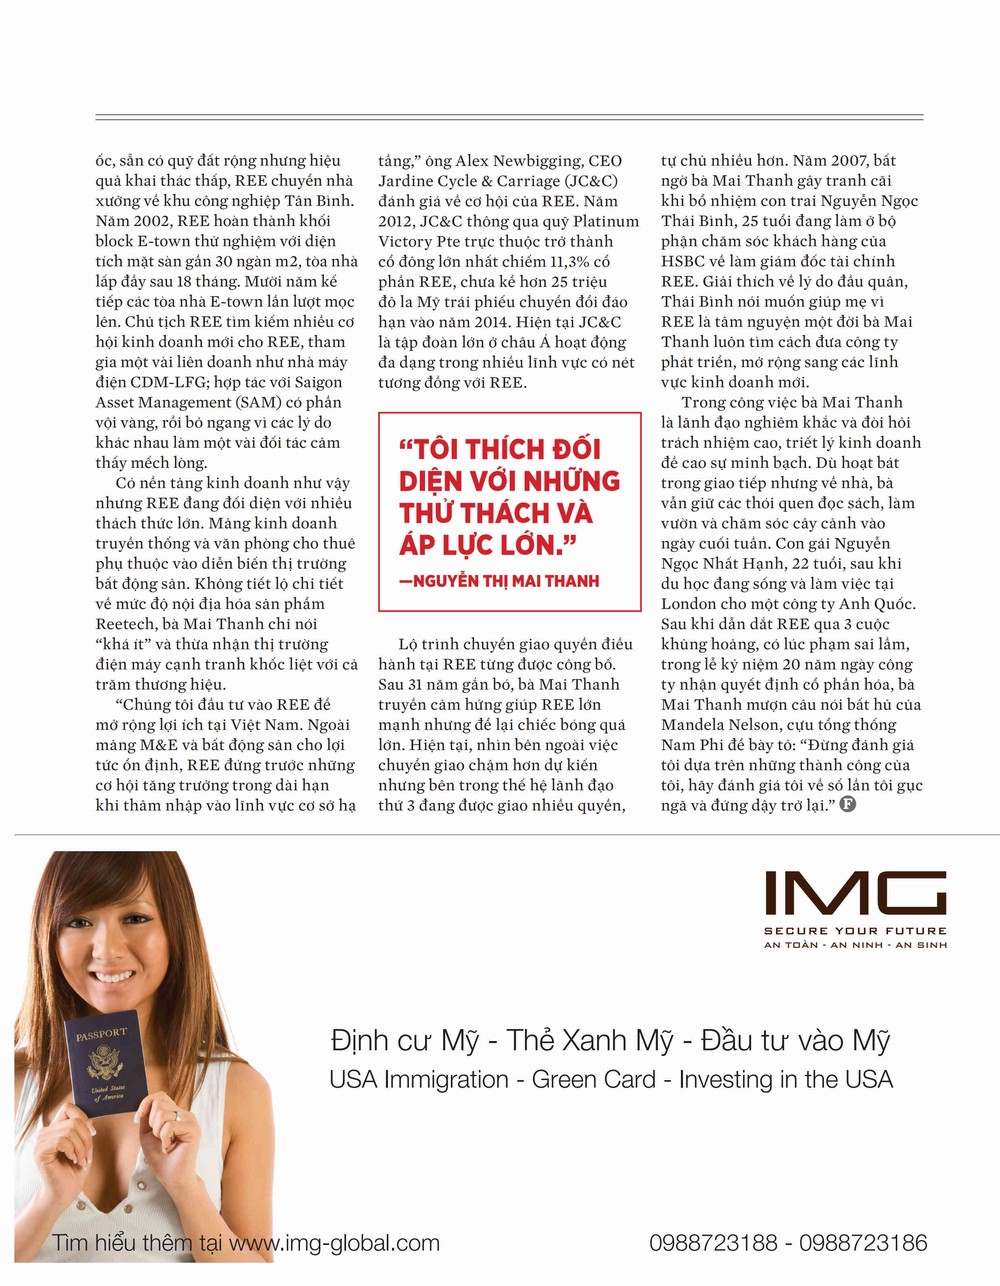 ốc, sẵn có quỹ đất rộng nhưng hiệu
quả khai thác thấp, REE chuyển nhà
xưởng về khu công nghiệp Tân Bình.
Năm 2002, REE hoàn thành khối
block E-town thử nghiệm với diện
tích mặt sàn gần 30 ngàn m2, tòa nhà
lấp đầy sau 18 tháng. Mười năm kế
tiếp các tòa nhà E-town lần lượt mọc
lên. Chủ tịch REE tìm kiếm nhiều cơ
hội kinh doanh mới cho REE, tham
gia một vài liên doanh như nhà máy
điện CDM-LFG; hợp tác với Saigon
Asset Management (SAM) có phần
vội vàng, rồi bỏ ngang vì các lý do
khác nhau làm một vài đối tác cảm
thấy mếch lòng.
Có nền tảng kinh doanh như vậy
nhưng REE đang đối diện với nhiều
thách thức lớn. Mảng kinh doanh
truyền thống và văn phòng cho thuê
phụ thuộc vào diễn biến thị trường
bất động sản. Không tiết lộ chi tiết
về mức độ nội địa hóa sản phẩm
Reetech, bà Mai Thanh chỉ nói
“khá ít” và thừa nhận thị trường
điện máy cạnh tranh khốc liệt với cả
trăm thương hiệu.
“Chúng tôi đầu tư vào REE để
mở rộng lợi ích tại Việt Nam. Ngoài
mảng M&E và bất động sản cho lợi
tức ổn định, REE đứng trước những
cơ hội tăng trưởng trong dài hạn
khi thâm nhập vào lĩnh vực cơ sở hạ
tầng,” ông Alex Newbigging, CEO
Jardine Cycle & Carriage (JC&C)
đánh giá về cơ hội của REE. Năm
2012, JC&C thông qua quỹ Platinum
Victory Pte trực thuộc trở thành
cổ đông lớn nhất chiếm 11,3% cổ
phần REE, chưa kể hơn 25 triệu
đô la Mỹ trái phiếu chuyển đổi đáo
hạn vào năm 2014. Hiện tại JC&C
là tập đoàn lớn ở châu Á hoạt động
đa dạng trong nhiều lĩnh vực có nét
tương đồng với REE.
“TÔI THÍCH ĐỐI
DIỆN VỚI NHỮNG
THỬ THÁCH VÀ
ÁP LỰC LỚN.”
—NGUYỄN THỊ MAI THANH
Lộ trình chuyển giao quyền điều
hành tại REE từng được công bố.
Sau 31 năm gắn bó, bà Mai Thanh
truyền cảm hứng giúp REE lớn
mạnh nhưng để lại chiếc bóng quá
lớn. Hiện tại, nhìn bên ngoài việc
chuyển giao chậm hơn dự kiến
nhưng bên trong thế hệ lãnh đạo
thứ 3 đang được giao nhiều quyền,
tự chủ nhiều hơn. Năm 2007, bất
ngờ bà Mai Thanh gây tranh cãi
khi bổ nhiệm con trai Nguyễn Ngọc
Thái Bình, 25 tuổi đang làm ở bộ
phận chăm sóc khách hàng của
HSBC về làm giám đốc tài chính
REE. Giải thích về lý do đầu quân,
Thái Bình nói muốn giúp mẹ vì
REE là tâm nguyện một đời bà Mai
Thanh luôn tìm cách đưa công ty
phát triển, mở rộng sang các lĩnh
vực kinh doanh mới.
Trong công việc bà Mai Thanh
là lãnh đạo nghiêm khắc và đòi hỏi
trách nhiệm cao, triết lý kinh doanh
đề cao sự minh bạch. Dù hoạt bát
trong giao tiếp nhưng về nhà, bà
vẫn giữ các thói quen đọc sách, làm
vườn và chăm sóc cây cảnh vào
ngày cuối tuần. Con gái Nguyễn
Ngọc Nhất Hạnh, 22 tuổi, sau khi
du học đang sống và làm việc tại
London cho một công ty Anh Quốc.
Sau khi dẫn dắt REE qua 3 cuộc
khủng hoảng, có lúc phạm sai lầm,
trong lễ kỷ niệm 20 năm ngày công
ty nhận quyết định cổ phần hóa, bà
Mai Thanh mượn câu nói bất hủ của
Mandela Nelson, cựu tổng thống
Nam Phi để bày tỏ: “Đừng đánh giá
tôi dựa trên những thành công của
tôi, hãy đánh giá tôi về số lần tôi gục
ngã và đứng dậy trở lại.” F
IMG
SECURE YOUR FUTURE
AN TOÀN - AN NINH - AN SINH
PASSPORT
United States
of America
Định cư Mỹ - Thẻ Xanh Mỹ - Đầu tư vào Mỹ
USA Immigration - Green Card - Investing in the USA
Tìm hiểu thêm tại www.img-global.com
0988723188 - 0988723186